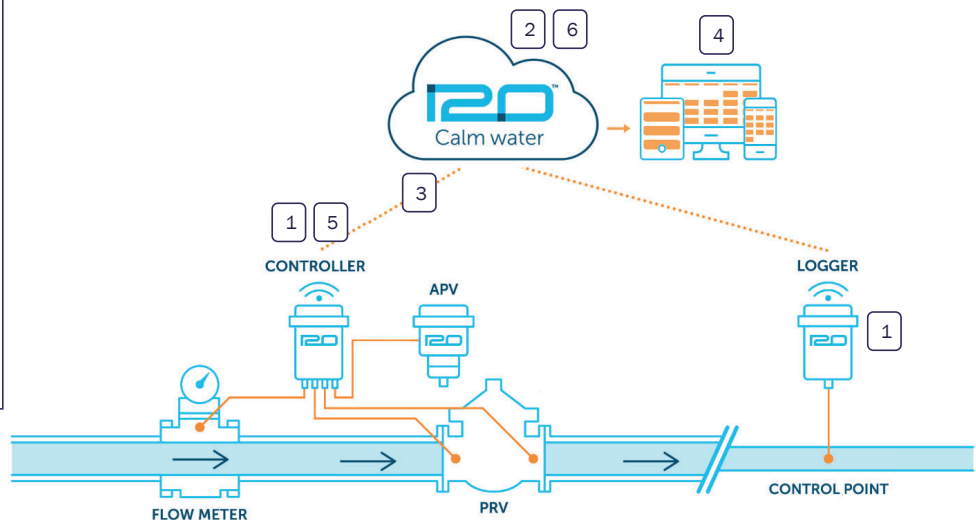 2 6
4
i2O™
Calm water
3
1 5
CONTROLLER
LOGGER
APV
i2O
i2O
i2O
1
CONTROL POINT
PRV
FLOW METER